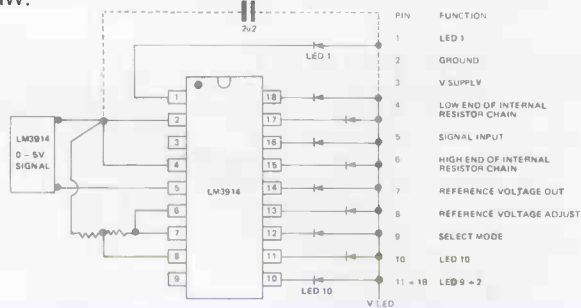 2u2
LED 1
1
2
3
4
5
6
7
8
9
18
17
16
15
14
13
12
11
10
LM3914
LM3914
0 – 5V
SIGNAL
LED 10
V LED
PIN FUNCTION
1 LED 1
2 GROUND
3 V SUPPLY
4 LOW END OF INTERNAL
RESISTOR CHAIN
5 SIGNAL INPUT
6 HIGH END OF INTERNAL
RESISTOR CHAIN
7 REFERENCE VOLTAGE OUT
8 REFERENCE VOLTAGE ADJUST
9 SELECT MODE
10 LED 10
11 ÷ 18 LED 9 ÷ 2